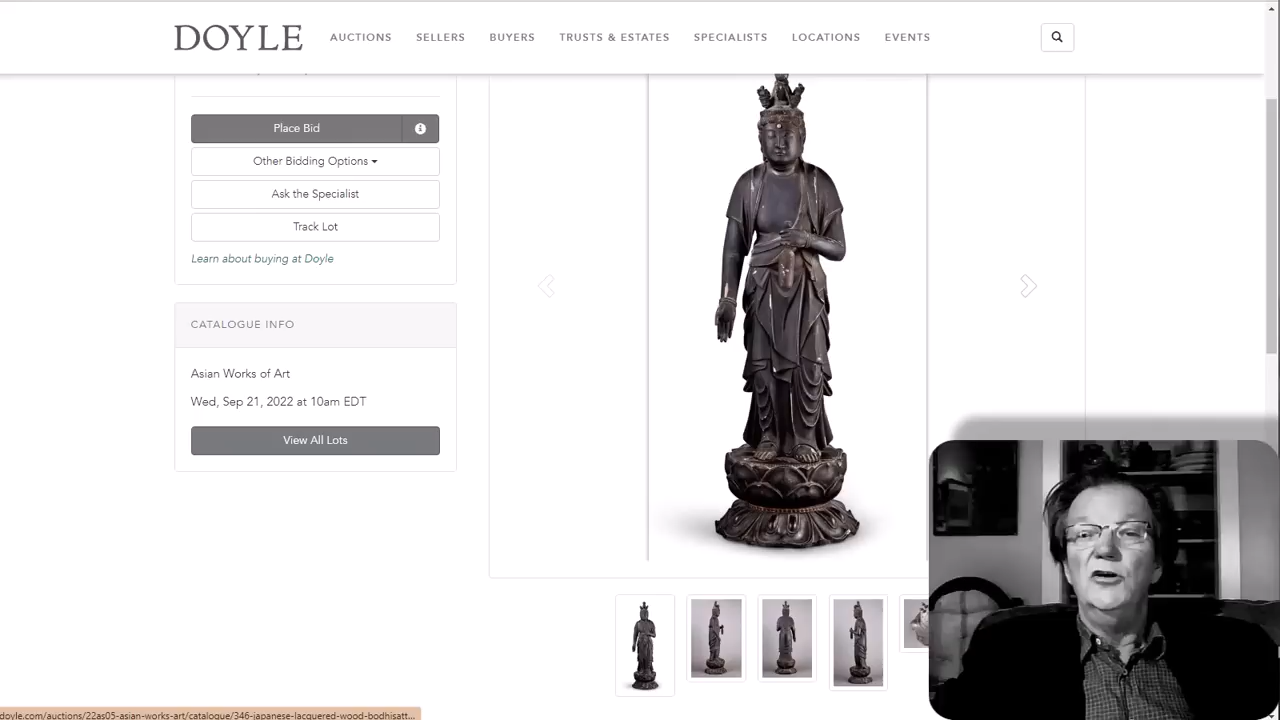 DOYLE
AUCTIONS SELLERS BUYERS TRUSTS & ESTATES SPECIALISTS LOCATIONS EVENTS
Place Bid
Other Bidding Options
Ask the Specialist
Track Lot
Learn about buying at Doyle
CATALOGUE INFO
Asian Works of Art
Wed, Sep 21, 2022 at 10am EDT
View All Lots
doyle.com/auctions/22as05-asian-works-art/catalogue/346-japanese-lacquered-wood-bodhisatt...